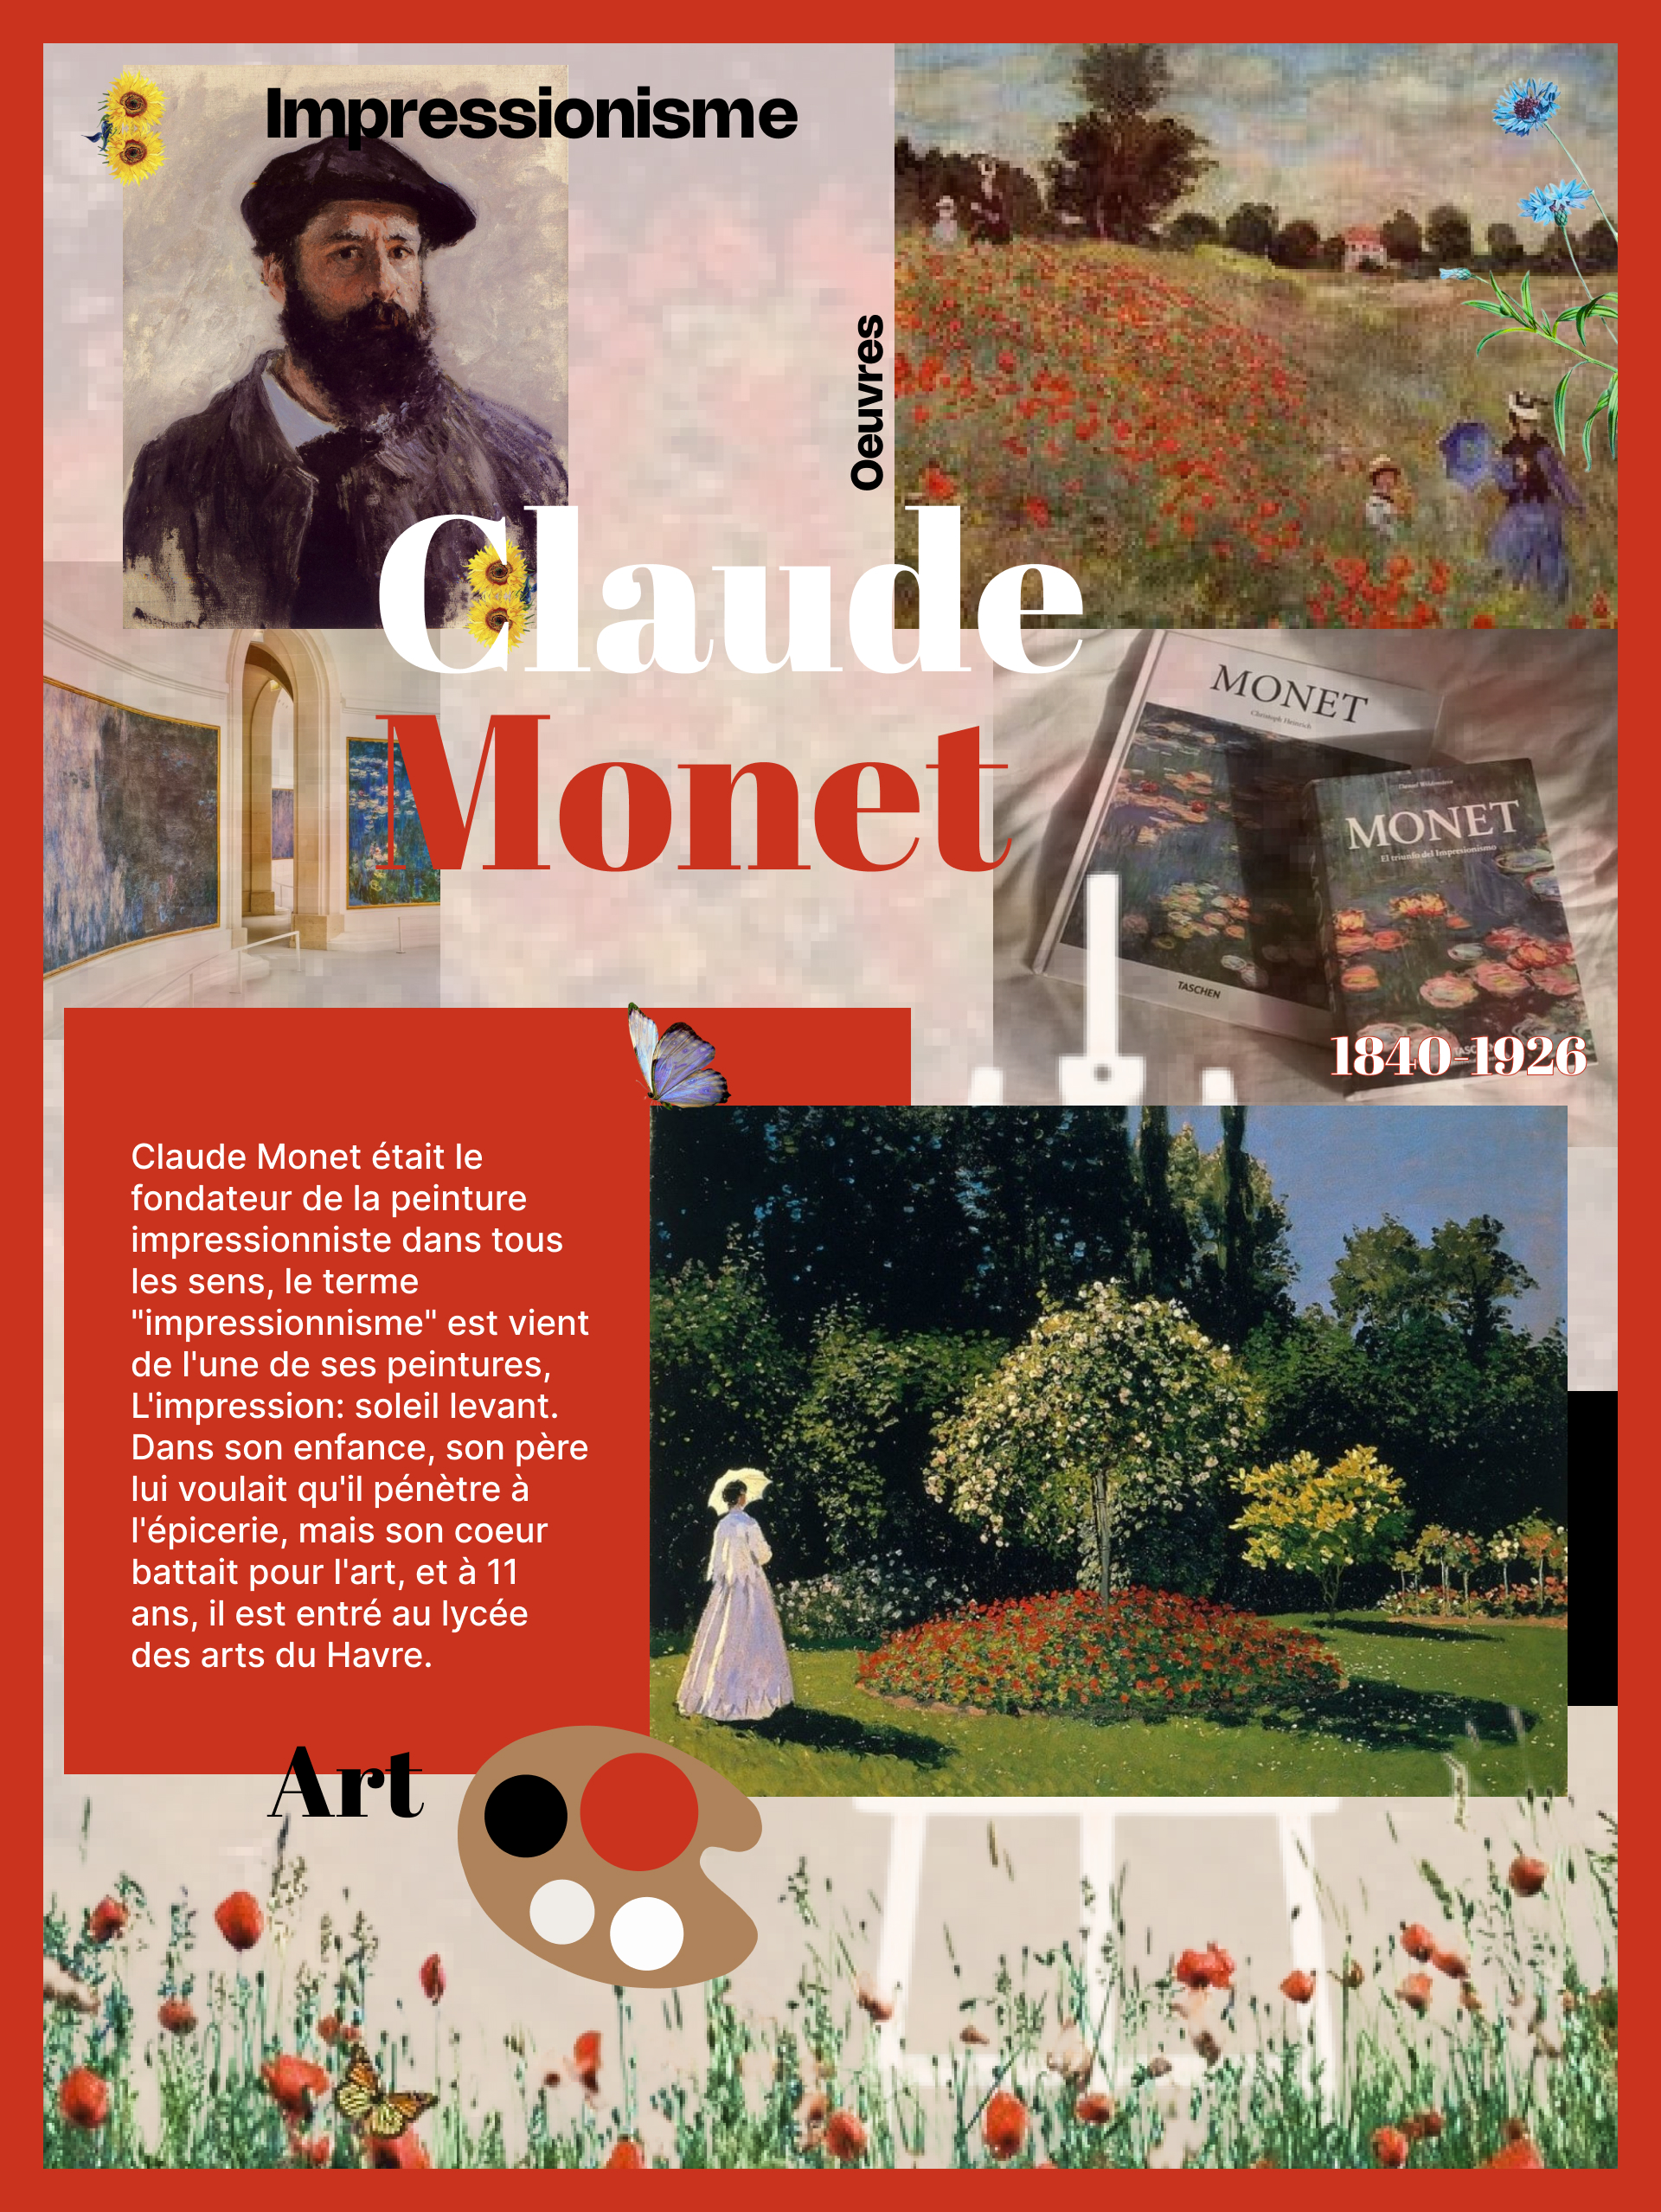 Impressionisme
Oeuvres
Claude
Monet
MONET
Christoph Heinrich
TASCHEN
MONET
El triunfo del Impresionismo
1840-1926
Claude Monet était le
fondateur de la peinture
impressionniste dans tous
les sens, le terme
"impressionnisme" est vient
de l'une de ses peintures,
L'impression: soleil levant.
Dans son enfance, son père
lui voulait qu'il pénètre à
l'épicerie, mais son coeur
battait pour l'art, et à 11
ans, il est entré au lycée
des arts du Havre.
Art